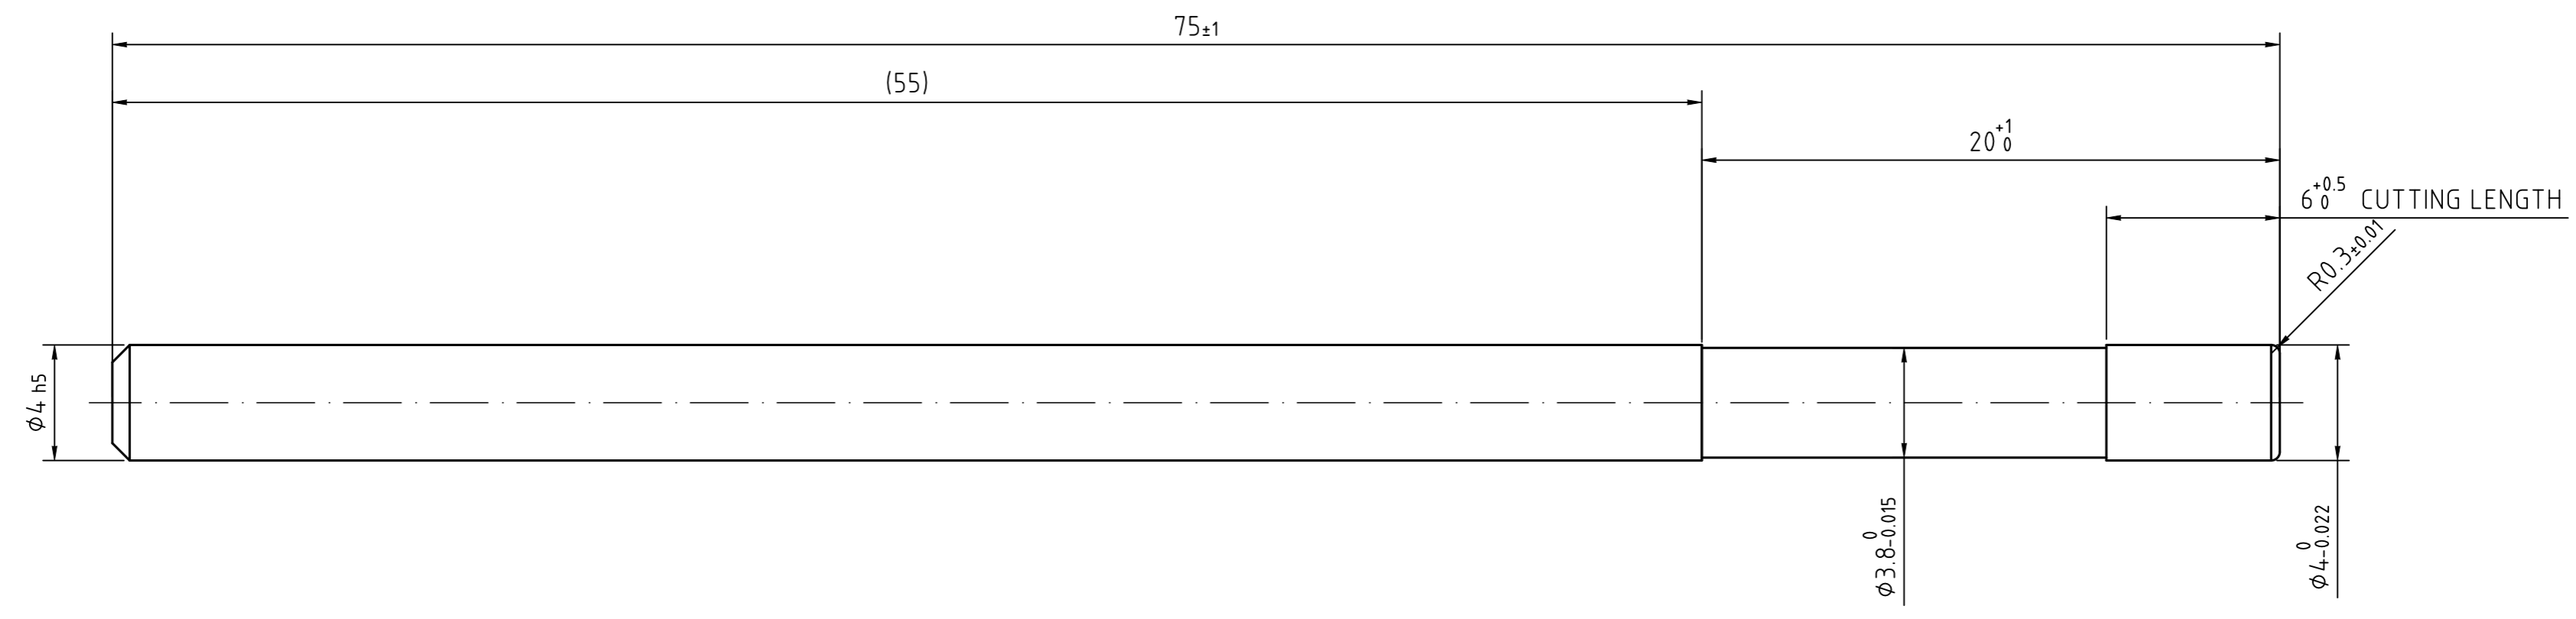 75±1
(55)
20 +1 0
6 +0.5 0 CUTTING LENGTH
R0.3±0.01
ϕ4 h5
ϕ3.8 0 -0.015
ϕ4 0 -0.022